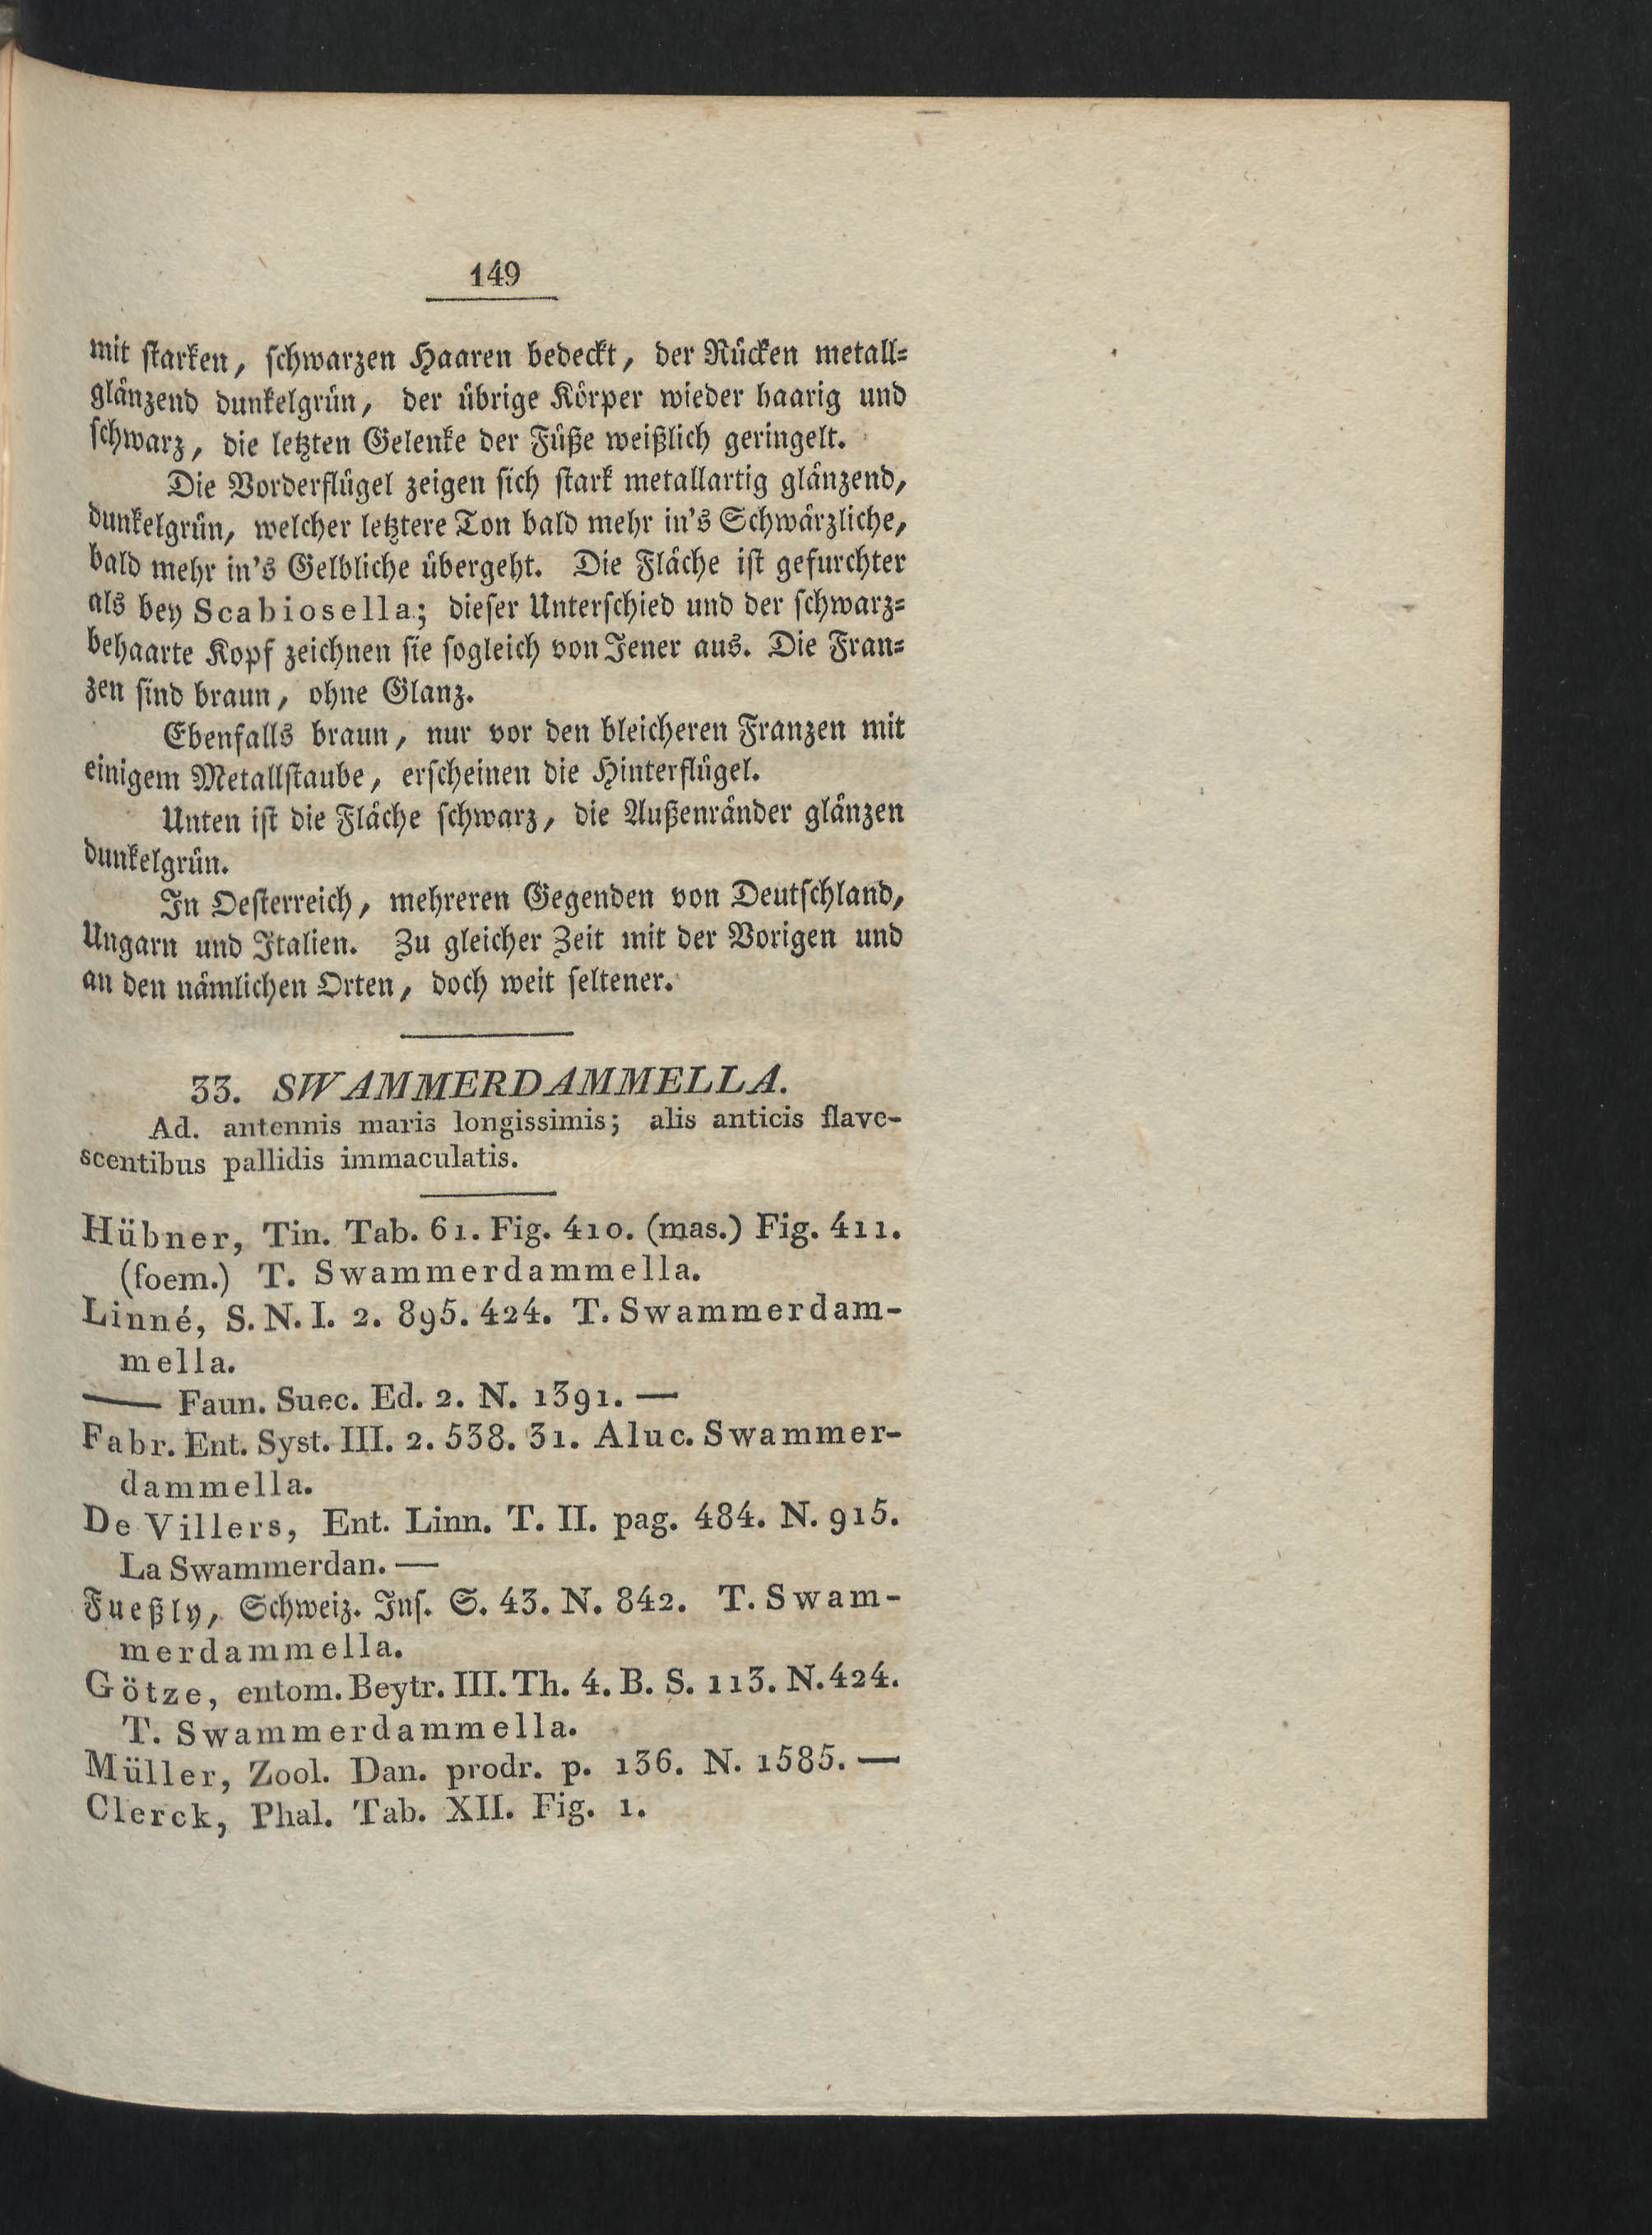 149
mit starken, schwarzen Haaren bedeckt, der Rücken metall-
glänzend dunkelgrün, der übrige Körper wieder haarig und
schwarz, die letzten Gelenke der Füße weißlich geringelt.
Die Vorderflügel zeigen sich stark metallartig glänzend,
dunkelgrün, welcher letztere Ton bald mehr in's Schwärzliche,
bald mehr in's Gelbliche übergeht. Die Fläche ist gefurchter
als bey Scabiosella; dieser Unterschied und der schwarz-
behaarte Kopf zeichnen sie sogleich von Jener aus. Die Fran-
zen sind braun, ohne Glanz.
Ebenfalls braun, nur vor den bleicheren Franzen mit
einigem Metallstaube, erscheinen die Hinterflügel.
Unten ist die Fläche schwarz, die Außenränder glänzen
dunkelgrün.
In Oesterreich, mehreren Gegenden von Deutschland,
Ungarn und Italien. Zu gleicher Zeit mit der Vorigen und
an den nämlichen Orten, doch weit seltener.
33. SWAMMERDAMMELLA.
Ad. antennis maris longissimis; alis anticis flave-
scentibus pallidis immaculatis.
Hübner, Tin. Tab. 61. Fig. 410. (mas.) Fig. 411.
(foem.) T. Swammerdammella.
Linné, S. N. I. 2. 895. 424. T. Swammerdam-
mella.
— Faun. Suec. Ed. 2. N. 1391. —
Fabr. Ent. Syst. III. 2. 538. 31. Aluc. Swammer-
dammella.
De Villers, Ent. Linn. T. II. pag. 484. N. 915.
La Swammerdan. —
Fueßly, Schweiz. Ins. S. 43. N. 842. T. Swam-
merdammella.
Götze, entom. Beytr. III. Th. 4. B. S. 113. N. 424.
T. Swammerdammella.
Müller, Zool. Dan. prodr. p. 136. N. 1585. —
Clerck, Phal. Tab. XII. Fig. 1.